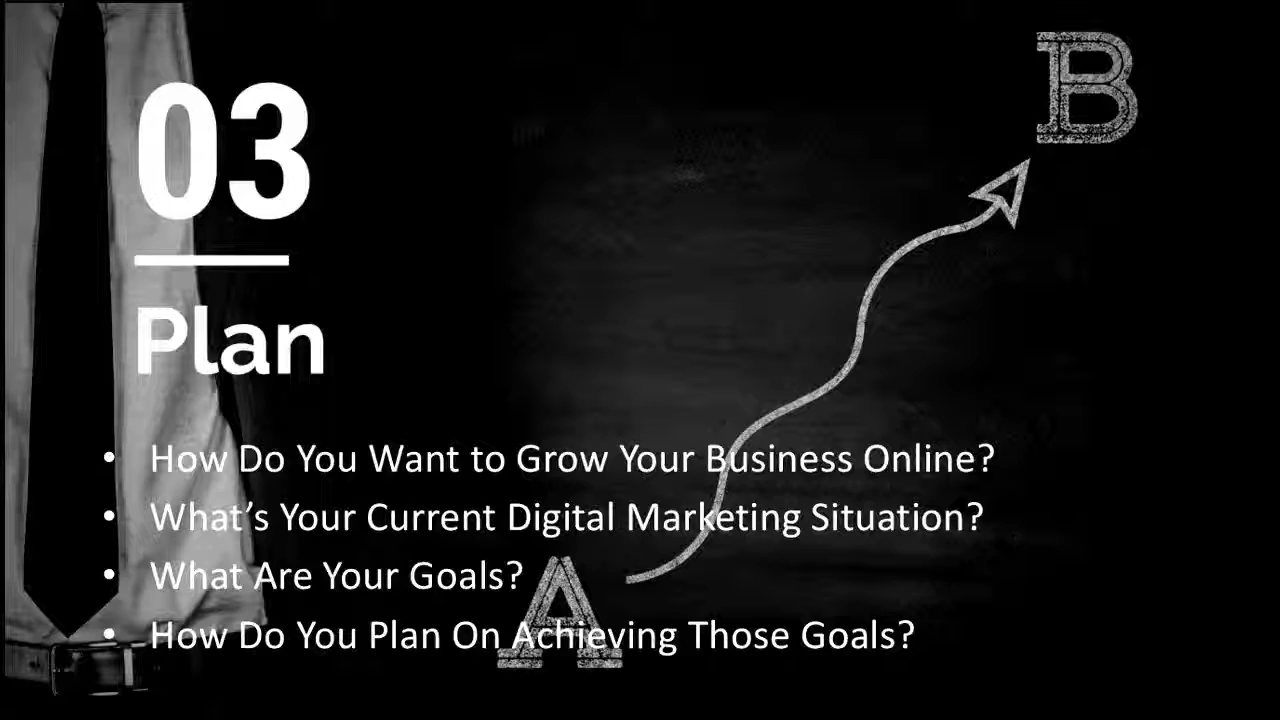 03
B
Plan
• How Do You Want to Grow Your Business Online?
• What’s Your Current Digital Marketing Situation?
• What Are Your Goals?
A
• How Do You Plan On Achieving Those Goals?